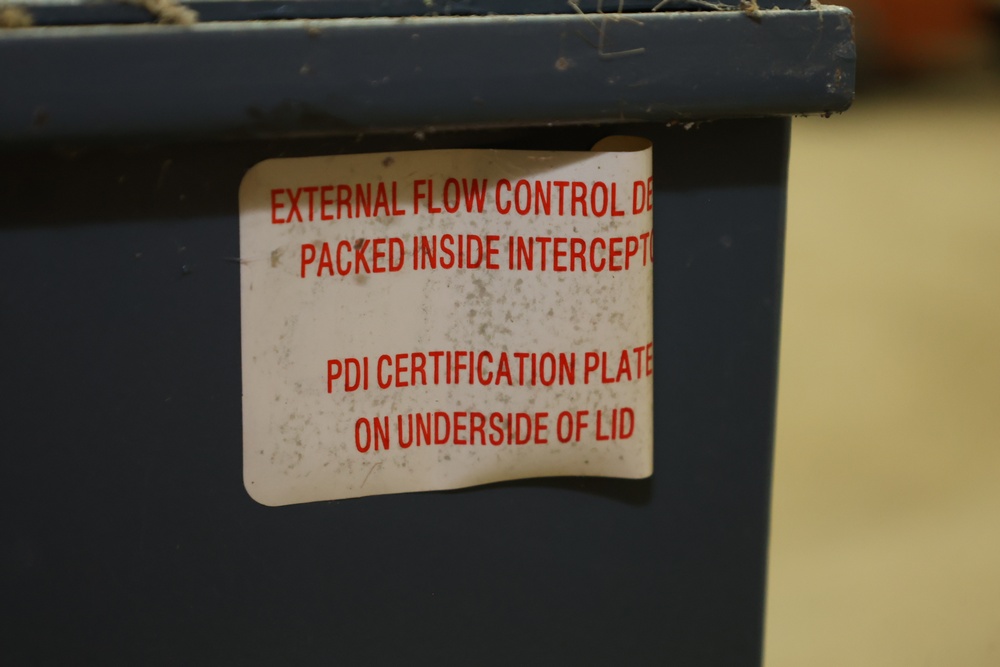 EXTERNAL FLOW CONTROL DE
PACKED INSIDE INTERCEPTO
PDI CERTIFICATION PLATE
ON UNDERSIDE OF LID